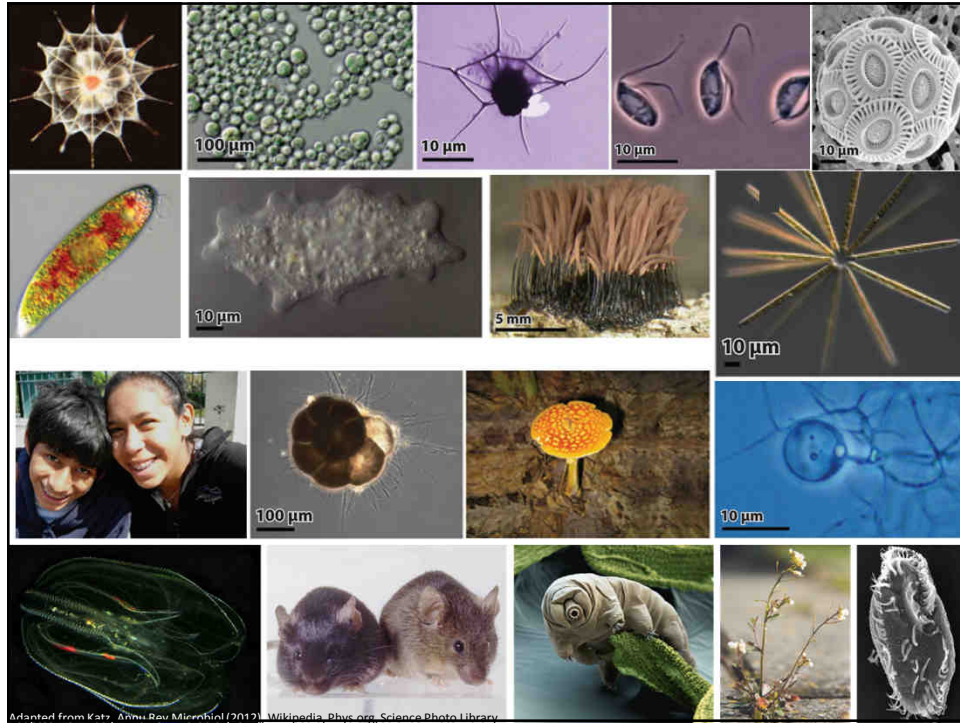 100 µm
10 µm
10 µm
10 µm
10 µm
5 mm
10 µm
100 µm
10 µm
Adapted from Katz, Annu Rev Microbiol (2012), Wikipedia, Phys.org, Science Photo Library